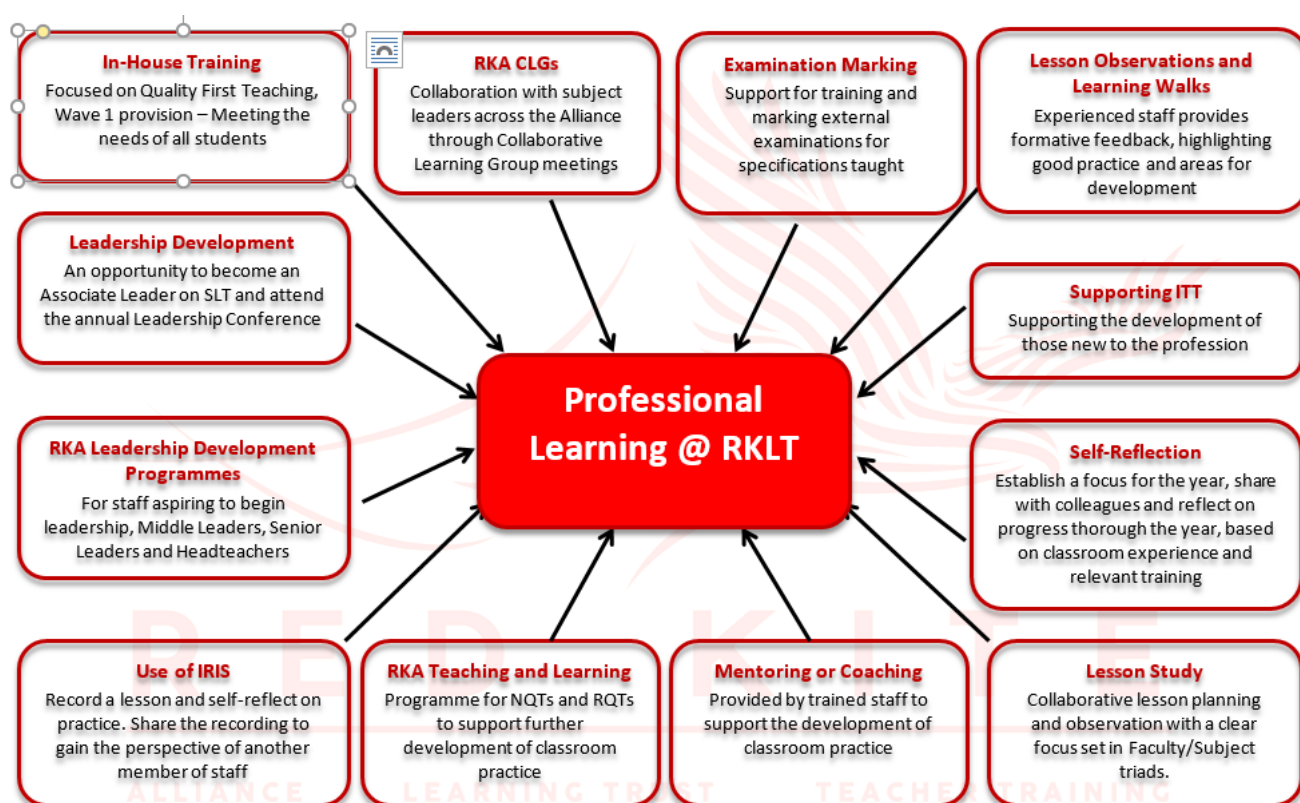 In-House Training
Focused on Quality First Teaching,
Wave 1 provision – Meeting the
needs of all students
RKA CLGs
Collaboration with subject
leaders across the Alliance
through Collaborative
Learning Group meetings
Examination Marking
Support for training and
marking external
examinations for
specifications taught
Lesson Observations and
Learning Walks
Experienced staff provides
formative feedback, highlighting
good practice and areas for
development
Leadership Development
An opportunity to become an
Associate Leader on SLT and attend
the annual Leadership Conference
Supporting ITT
Supporting the development of
those new to the profession
Professional
Learning @ RKLT
RKA Leadership Development
Programmes
For staff aspiring to begin
leadership, Middle Leaders, Senior
Leaders and Headteachers
Self-Reflection
Establish a focus for the year, share
with colleagues and reflect on
progress thorough the year, based
on classroom experience and
relevant training
RED KITE
Use of IRIS
Record a lesson and self-reflect on
practice. Share the recording to
gain the perspective of another
member of staff
RKA Teaching and Learning
Programme for NQTs and RQTs
to support further
development of classroom
practice
Mentoring or Coaching
Provided by trained staff to
support the development of
classroom practice
Lesson Study
Collaborative lesson planning
and observation with a clear
focus set in Faculty/Subject
triads.
ALLIANCE LEARNING TRUST TEACHER TRAINING